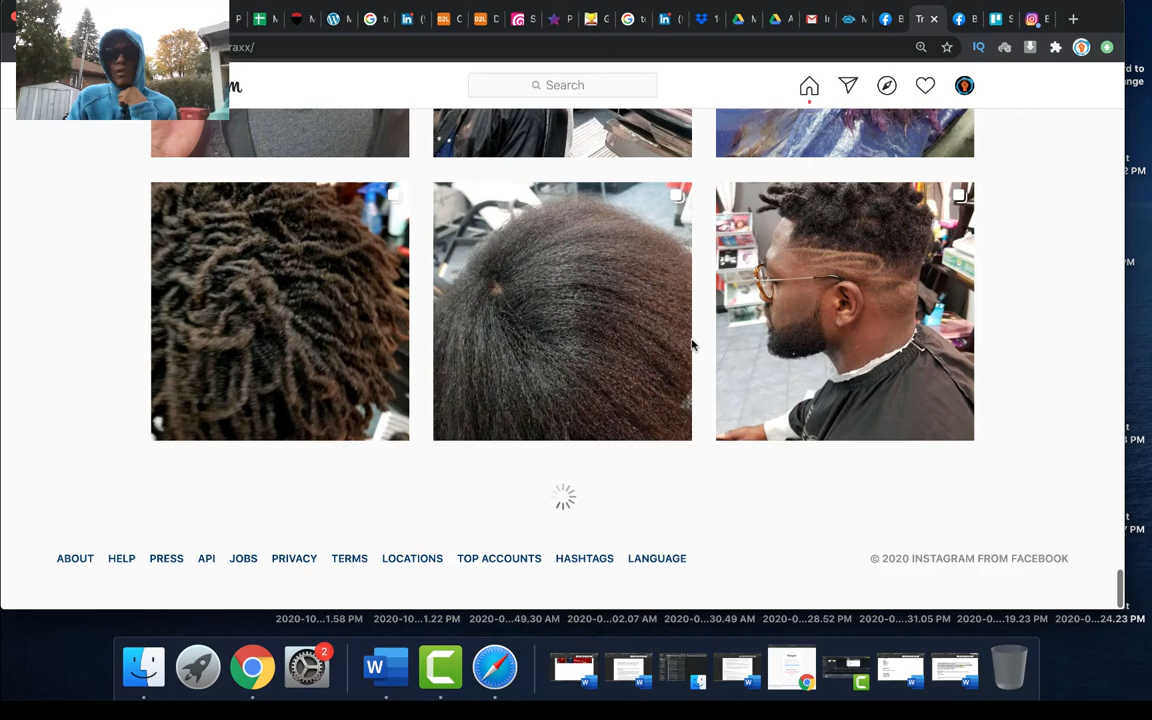 raxx/
IQ
m
Search
ABOUT HELP PRESS API JOBS PRIVACY TERMS LOCATIONS TOP ACCOUNTS HASHTAGS LANGUAGE
© 2020 INSTAGRAM FROM FACEBOOK
2020-10...1.58 PM 2020-10...1.22 PM 2020-0....49.30 AM 2020-0....02.07 AM 2020-0....30.49 AM 2020-0....28.52 PM 2020-0....31.05 PM 2020-0....19.23 PM 2020-0....24.23 PM
2
W